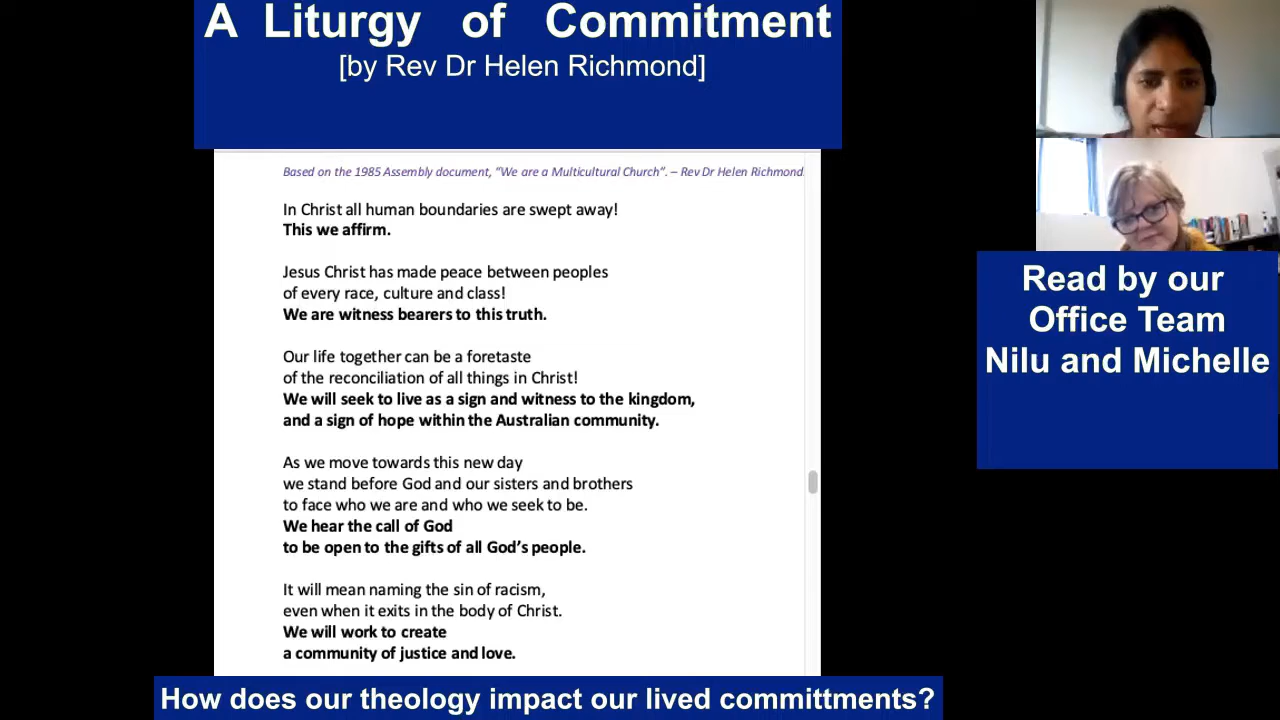 A Liturgy of Commitment
[by Rev Dr Helen Richmond]
Based on the 1985 Assembly document, “We are a Multicultural Church”. – Rev Dr Helen Richmond.
In Christ all human boundaries are swept away!
This we affirm.
Jesus Christ has made peace between peoples
of every race, culture and class!
We are witness bearers to this truth.
Our life together can be a foretaste
of the reconciliation of all things in Christ!
We will seek to live as a sign and witness to the kingdom,
and a sign of hope within the Australian community.
As we move towards this new day
we stand before God and our sisters and brothers
to face who we are and who we seek to be.
We hear the call of God
to be open to the gifts of all God’s people.
It will mean naming the sin of racism,
even when it exits in the body of Christ.
We will work to create
a community of justice and love.
Read by our
Office Team
Nilu and Michelle
How does our theology impact our lived committments?